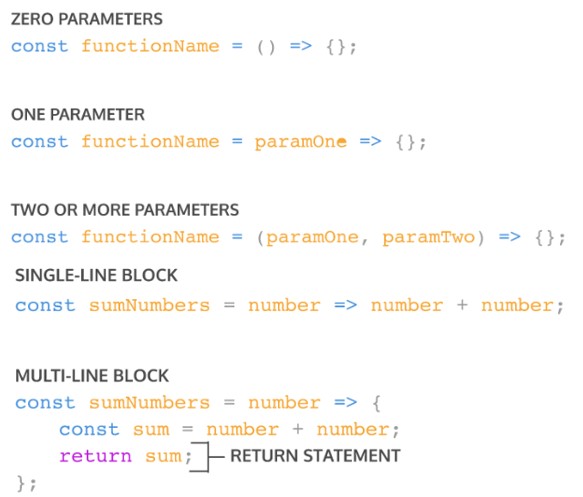 ZERO PARAMETERS
const functionName = () => {};
ONE PARAMETER
const functionName = paramOne => {};
TWO OR MORE PARAMETERS
const functionName = (paramOne, paramTwo) => {};
SINGLE-LINE BLOCK
const sumNumbers = number => number + number;
MULTI-LINE BLOCK
const sumNumbers = number => {
const sum = number + number;
return sum; RETURN STATEMENT
};